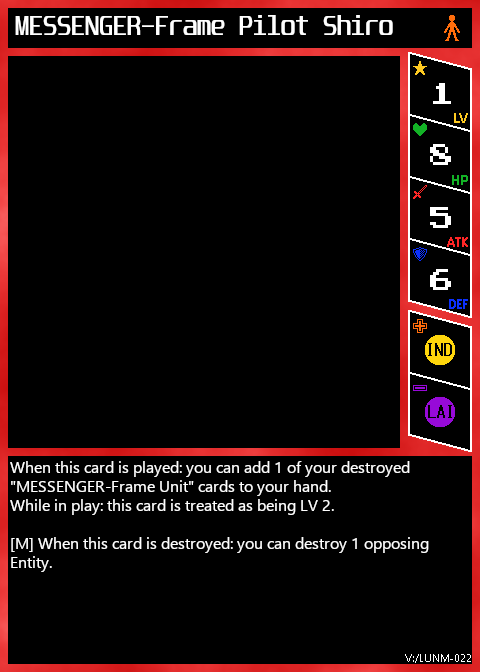 MESSENGER-Frame Pilot Shiro
1
LV
8
HP
5
ATK
6
DEF
IND
LAI
When this card is played: you can add 1 of your destroyed
"MESSENGER-Frame Unit" cards to your hand.
While in play: this card is treated as being LV 2.
[M] When this card is destroyed: you can destroy 1 opposing
Entity.
V:/LUNM-022